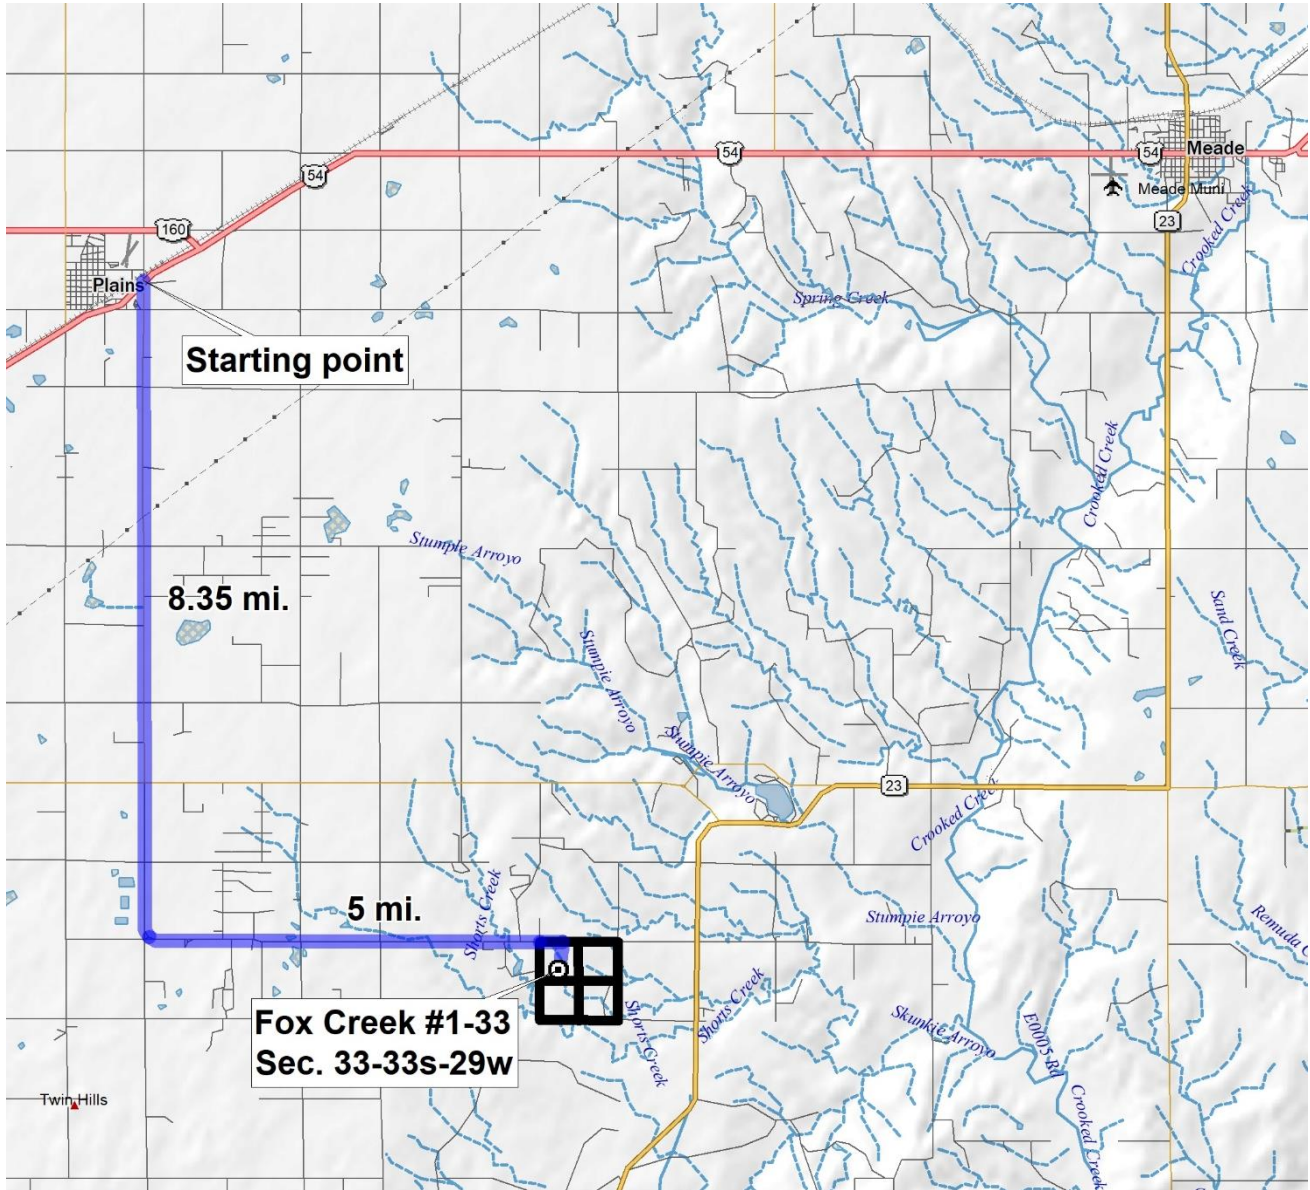 54
Meade
54
54
Meade Muni
23
160
Crooked Creek
Plains
Spring Creek
Starting point
Crooked Creek
Stumpie Arroyo
8.35 mi.
Sand Creek
Stumpie Arroyo
Stumpie Arroyo
23
Crooked Creek
5 mi.
Shorts Creek
Stumpie Arroyo
Remuda C
Fox Creek #1-33
Sec. 33-33s-29w
Shorts Creek
Shorts Creek
Skunkie Arroyo
E0005 Rd
Twin Hills
Crooked Creek